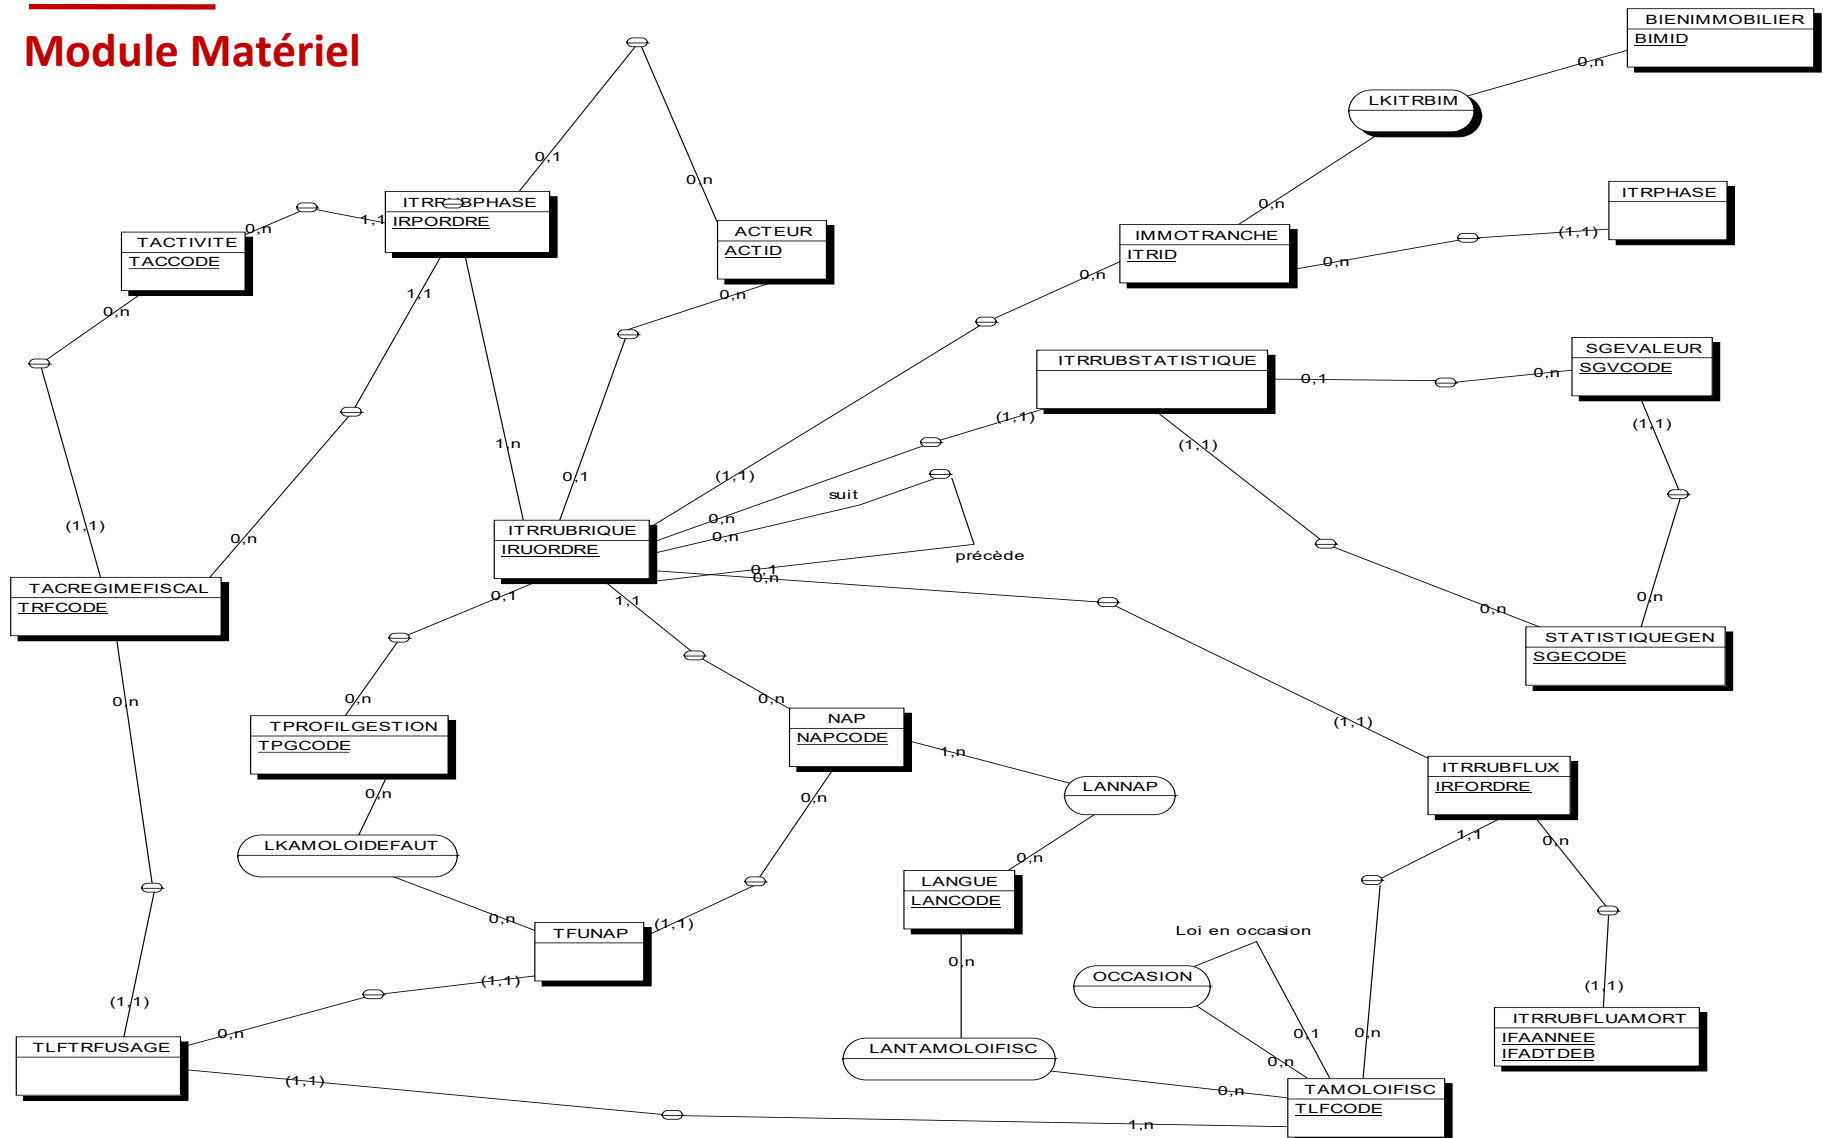 Module Matériel
BIENIMMOBILIER
BIMID
0,n
LKITRBIM
0,n
0,1
0,n
ITRRUBPHASE
IRPORDRE
1,1
0,n
TACTIVITE
TACCODE
0,n
ACTEUR
ACTID
0,n
1,1
ITRPHASE
(1,1)
IMMOTRANCHE
ITRID
0,n
0,n
ITRRUBSTATISTIQUE
0,1
0,n
SGEVALEUR
SGVCODE
(1,1)
(1,1)
(1,1)
1,n
0,1
(1,1)
suit
0,n
0,n
précède
0,1
0,n
ITRRUBRIQUE
IRUORDRE
(1,1)
0,n
TACREGIMEFISCAL
TRFCODE
0,n
0,1
1,1
0,n
0,n
STATISTIQUEGEN
SGECODE
0,n
TPROFILGESTION
TPGCODE
0,n
0,n
NAP
NAPCODE
1,n
0,n
(1,1)
ITRRUBFLUX
IRFORDRE
1,1
0,n
LANNAP
0,n
LKAMOLOIDEFAUT
0,n
LANGUE
LANCODE
0,n
TFUNAP
(1,1)
(1,1)
Loi en occasion
OCCASION
0,1
0,n
0,n
(1,1)
ITRRUBFLUAMORT
IFAANNEE
IFADTDEB
(1,1)
0,n
TLFTRFUSAGE
(1,1)
LANTAMOLOIFISC
0,n
TAMOLOIFISC
TLFCODE
1,n